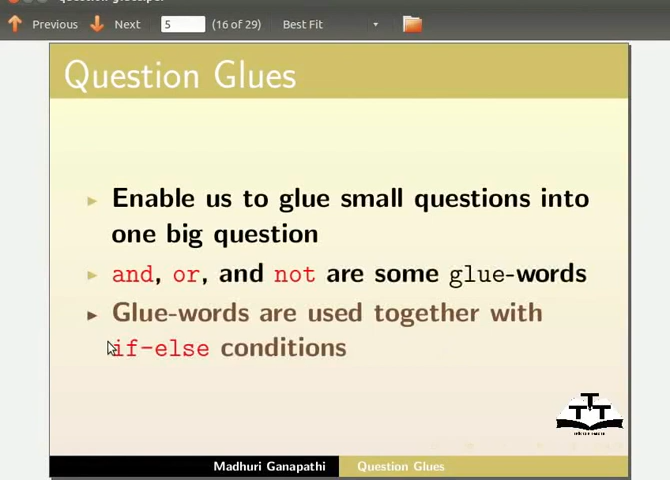 Previous Next 5 (16 of 29) Best Fit
Question Glues
Enable us to glue small questions into
one big question
and, or, and not are some glue-words
Glue-words are used together with
if-else conditions
TTT
Madhuri Ganapathi Question Glues